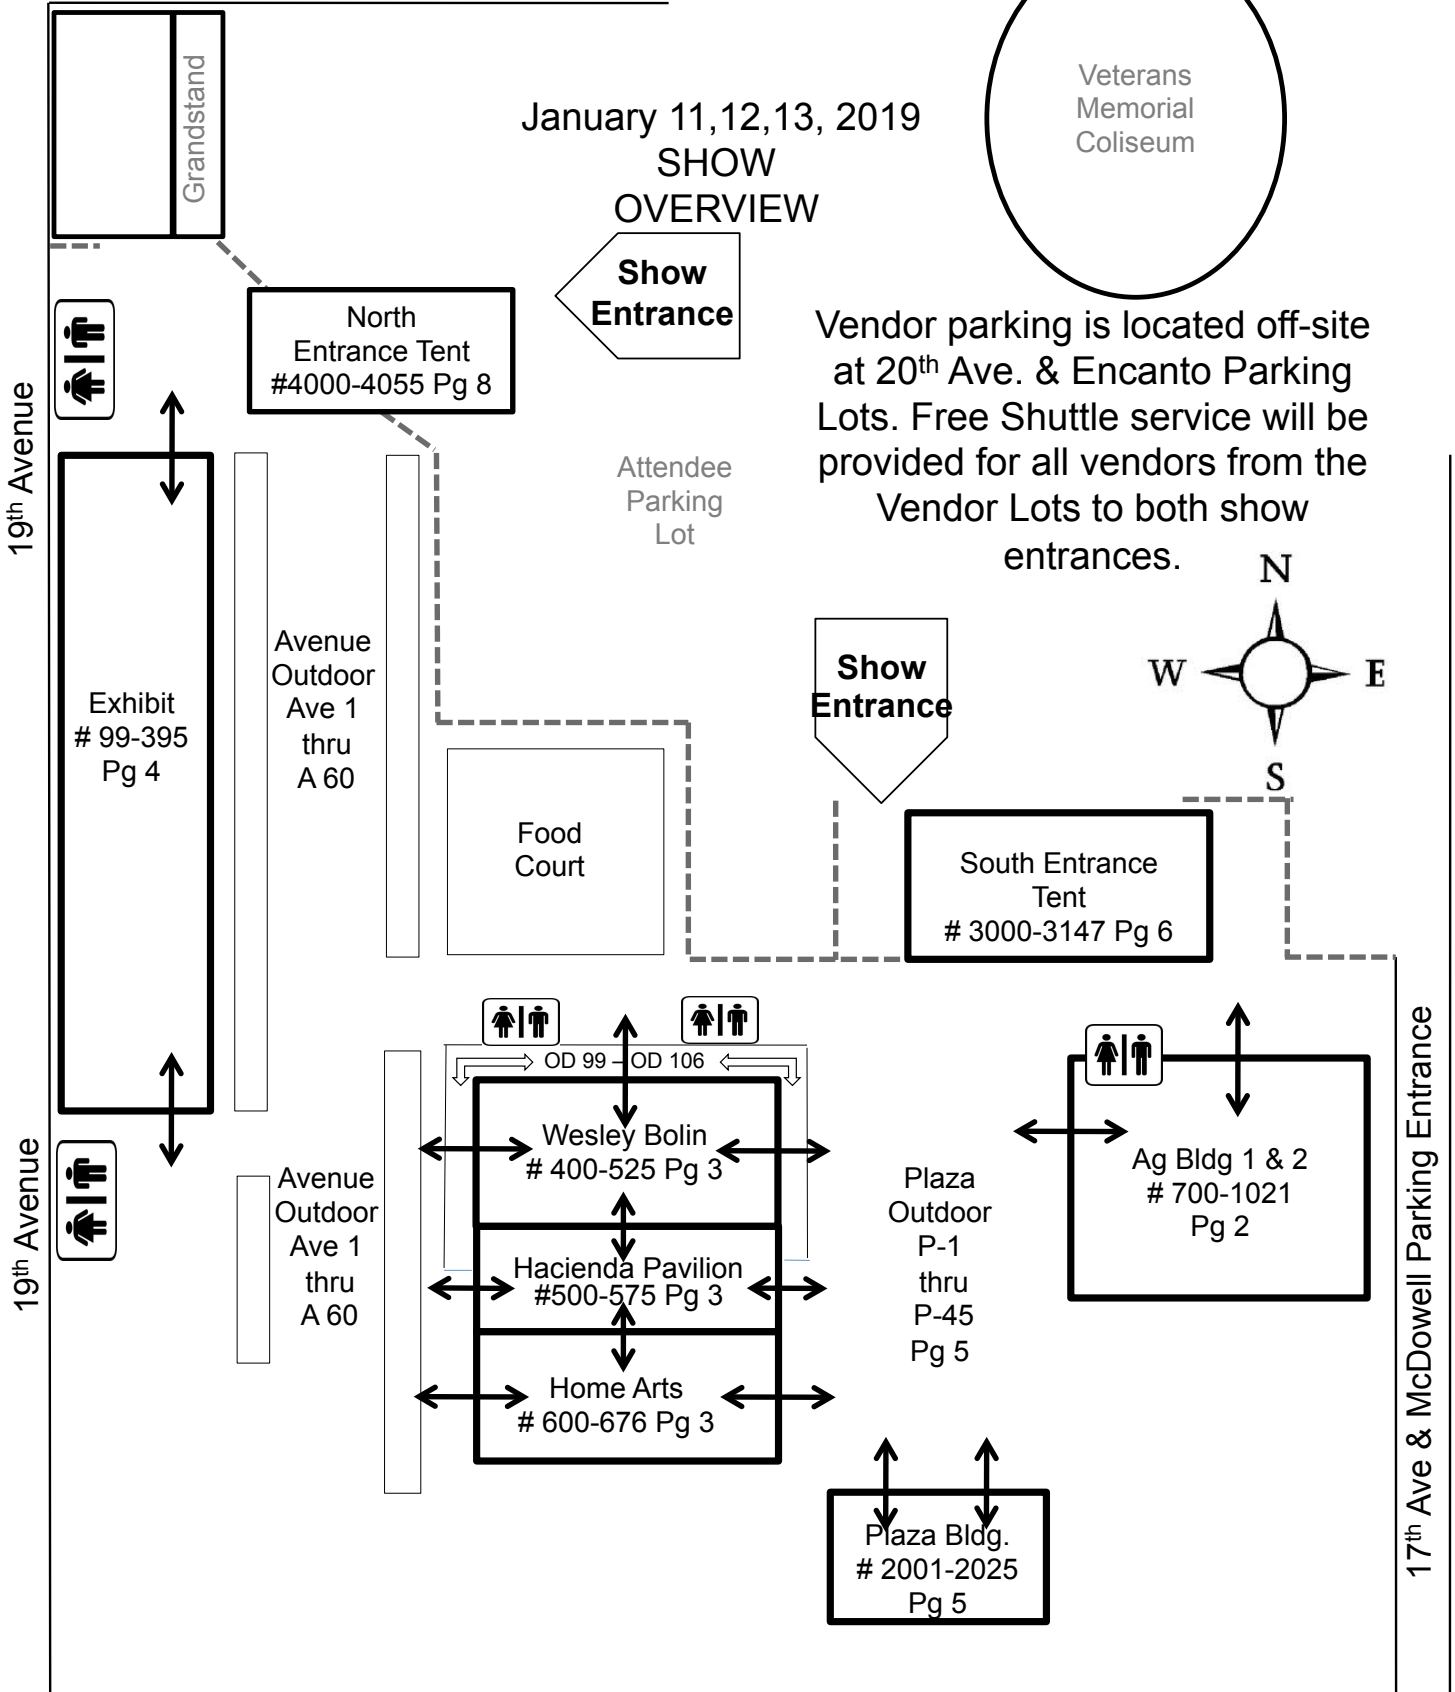 Grandstand
January 11,12,13, 2019
SHOW
OVERVIEW
Veterans
Memorial
Coliseum
Show
Entrance
North
Entrance Tent
#4000-4055 Pg 8
Vendor parking is located off-site
at 20th Ave. & Encanto Parking
Lots. Free Shuttle service will be
provided for all vendors from the
Vendor Lots to both show
entrances.
19th Avenue
Attendee
Parking
Lot
N
W
E
S
Show
Entrance
Exhibit
# 99-395
Pg 4
Avenue
Outdoor
Ave 1
thru
A 60
Food
Court
South Entrance
Tent
# 3000-3147 Pg 6
OD 99 – OD 106
Wesley Bolin
# 400-525 Pg 3
Hacienda Pavilion
#500-575 Pg 3
Home Arts
# 600-676 Pg 3
19th Avenue
Avenue
Outdoor
Ave 1
thru
A 60
Plaza
Outdoor
P-1
thru
P-45
Pg 5
Ag Bldg 1 & 2
# 700-1021
Pg 2
17th Ave & McDowell Parking Entrance
Plaza Bldg.
# 2001-2025
Pg 5